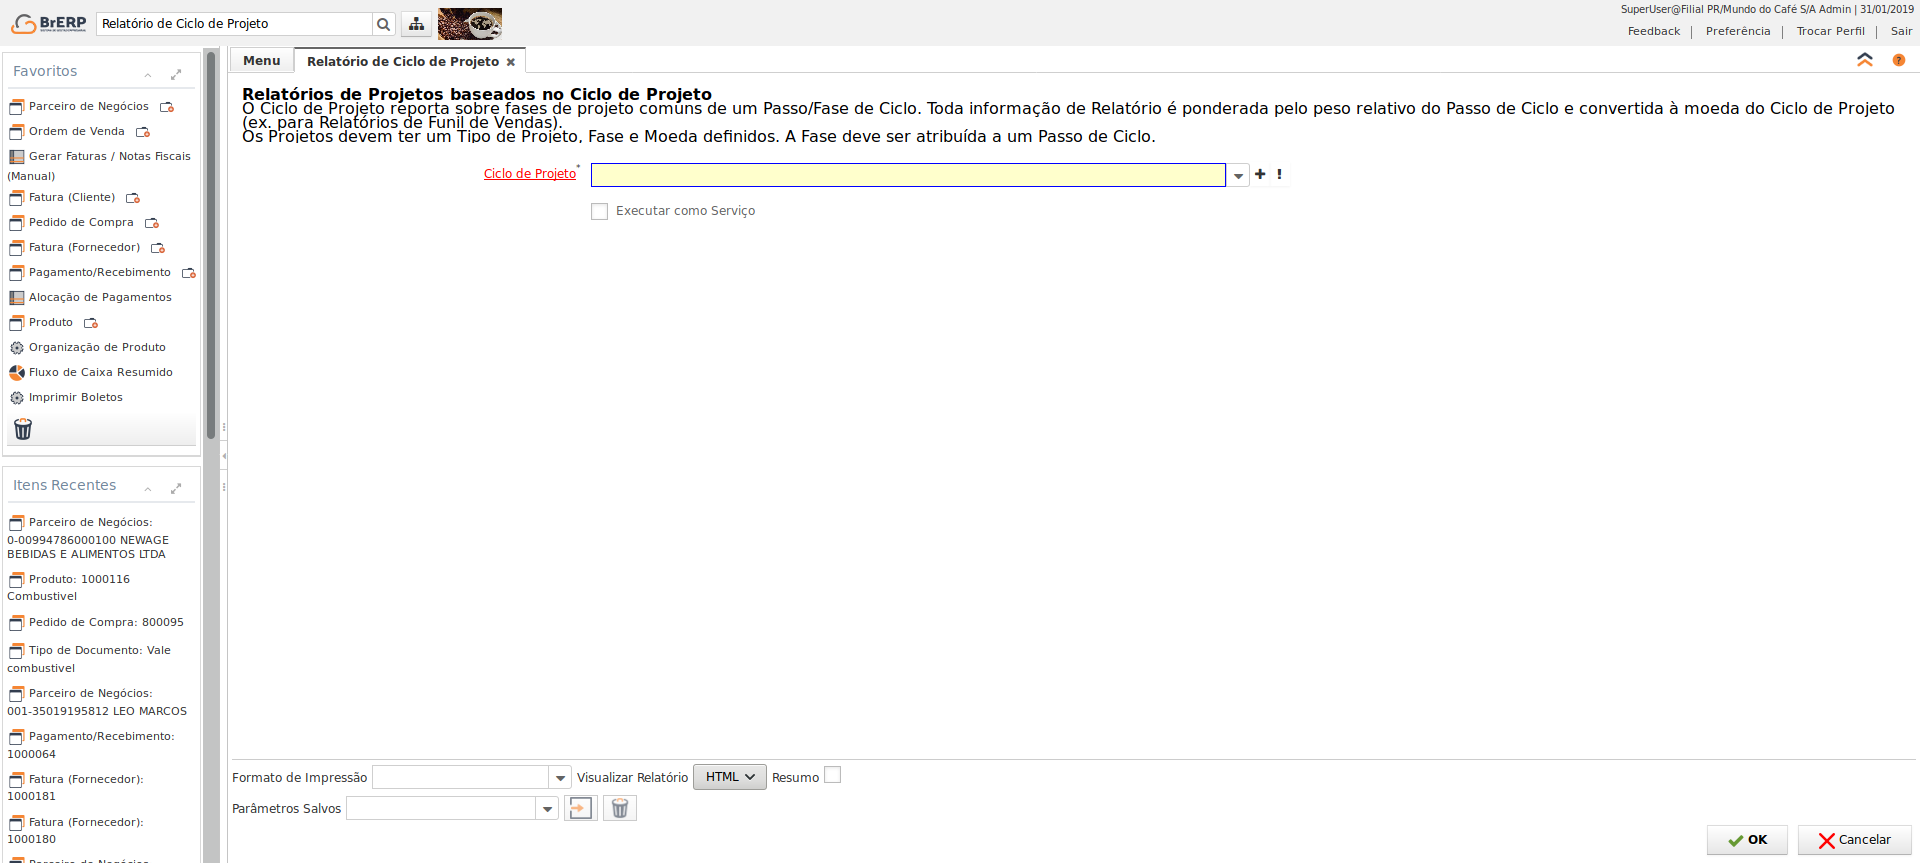 BrERP
Relatório de Ciclo de Projeto
SuperUser@Filial PR/Mundo do Café S/A Admin | 31/01/2019
Feedback | Preferência | Trocar Perfil | Sair
Favoritos
Parceiro de Negócios
Ordem de Venda
Gerar Faturas / Notas Fiscais
(Manual)
Fatura (Cliente)
Pedido de Compra
Fatura (Fornecedor)
Pagamento/Recebimento
Alocação de Pagamentos
Produto
Organização de Produto
Fluxo de Caixa Resumido
Imprimir Boletos
Itens Recentes
Parceiro de Negócios:
0-00994786000100 NEWAGE
BEBIDAS E ALIMENTOS LTDA
Produto: 1000116
Combustivel
Pedido de Compra: 800095
Tipo de Documento: Vale
combustivel
Parceiro de Negócios:
001-35019195812 LEO MARCOS
Pagamento/Recebimento:
1000064
Fatura (Fornecedor):
1000181
Fatura (Fornecedor):
1000180
Parceiro de Negócios
Menu
Relatório de Ciclo de Projeto
Relatórios de Projetos baseados no Ciclo de Projeto
O Ciclo de Projeto reporta sobre fases de projeto comuns de um Passo/Fase de Ciclo. Toda informação de Relatório é ponderada pelo peso relativo do Passo de Ciclo e convertida à moeda do Ciclo de Projeto
(ex. para Relatórios de Funil de Vendas).
Os Projetos devem ter um Tipo de Projeto, Fase e Moeda definidos. A Fase deve ser atribuída a um Passo de Ciclo.
Ciclo de Projeto*
Executar como Serviço
Formato de Impressão
Visualizar Relatório
HTML
Resumo
Parâmetros Salvos
OK
Cancelar